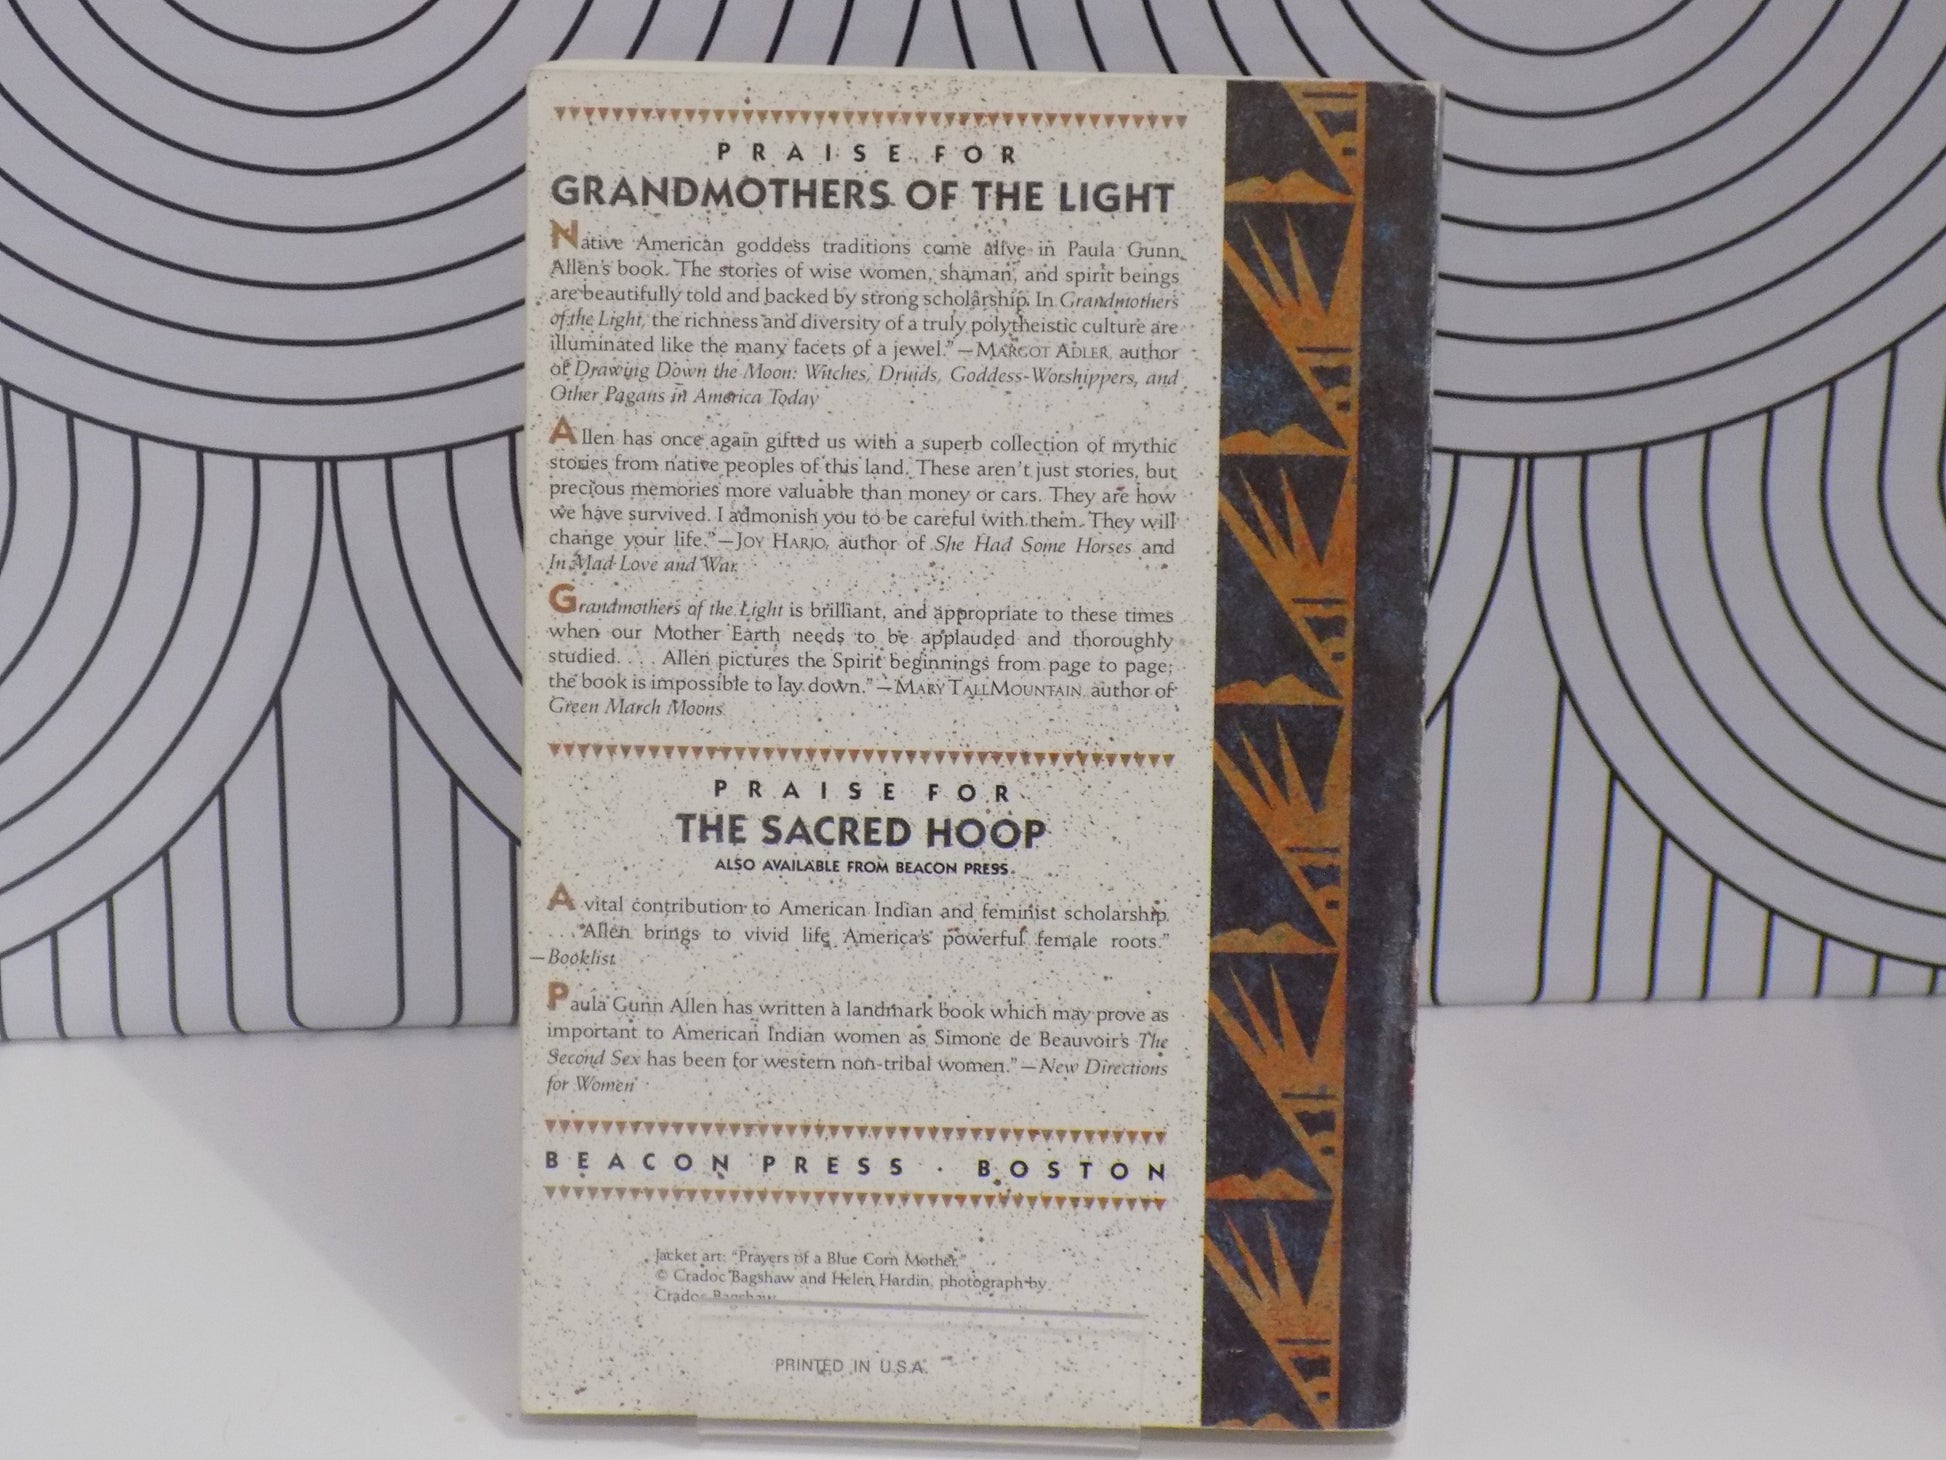 PRAISE FOR
GRANDMOTHERS OF THE LIGHT
Native American goddess traditions come alive in Paula Gunn
Allen's book. The stories of wise women, shaman, and spirit beings
are beautifully told and backed by strong scholarship. In Grandmothers
of the Light, the richness and diversity of a truly polytheistic culture are
illuminated like the many facets of a jewel."—MARGOT ADLER, author
of Drawing Down the Moon: Witches, Druids, Goddess-Worshippers, and
Other Pagans in America Today
Allen has once again gifted us with a superb collection of mythic
stories from native peoples of this land. These aren't just stories, but
precious memories more valuable than money or cars. They are how
we have survived. I admonish you to be careful with them. They will
change your life."—JOY HARJO, author of She Had Some Horses and
In Mad Love and War
Grandmothers of the Light is brilliant, and appropriate to these times
when our Mother Earth needs to be applauded and thoroughly
studied. . . . Allen pictures the Spirit beginnings from page to page;
the book is impossible to lay down."—MARY TALLMOUNTAIN, author of
Green March Moons
PRAISE FOR
THE SACRED HOOP
ALSO AVAILABLE FROM BEACON PRESS
A vital contribution to American Indian and feminist scholarship.
. . . Allen brings to vivid life America's powerful female roots."
—Booklist
Paula Gunn Allen has written a landmark book which may prove as
important to American Indian women as Simone de Beauvoir's The
Second Sex has been for western non-tribal women."—New Directions
for Women
BEACON PRESS · BOSTON
Jacket art: "Prayers of a Blue Corn Mother,"
© Cradoc Bagshaw and Helen Hardin, photograph by
Cradoc Bagshaw
PRINTED IN U.S.A.